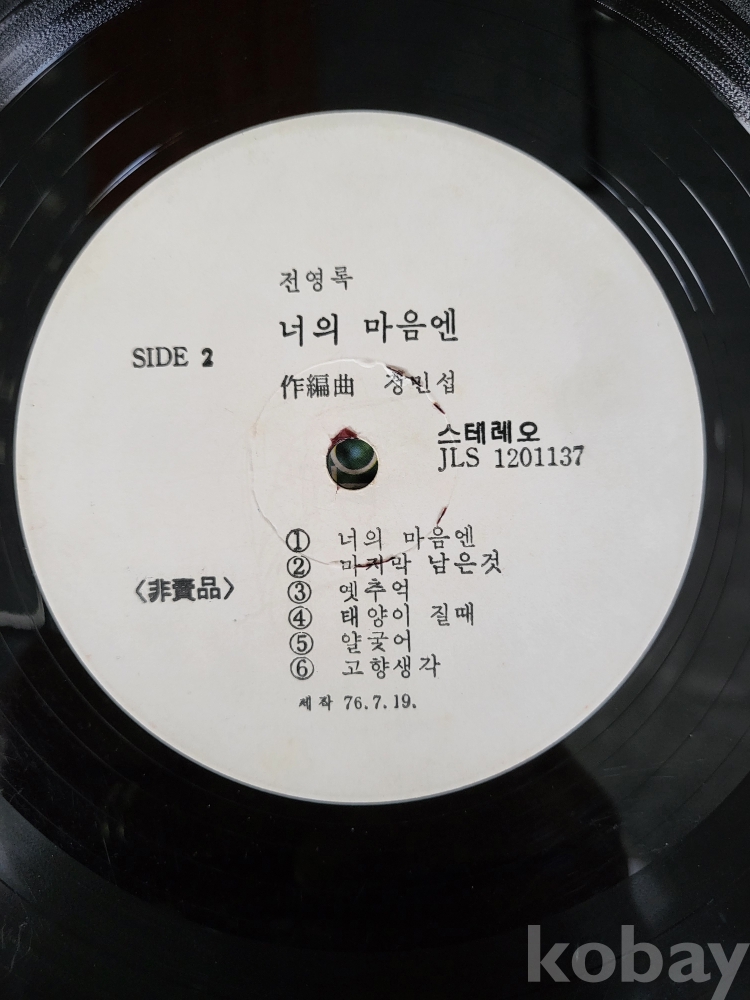 전영록
너의 마음엔
SIDE 2
作編曲 정민섭
스테레오
JLS 1201137
① 너의 마음엔
② 마지막 남은것
〈非賣品〉
③ 옛추억
④ 태양이 질때
⑤ 얄궂어
⑥ 고향생각
제작 76.7.19.
kobay